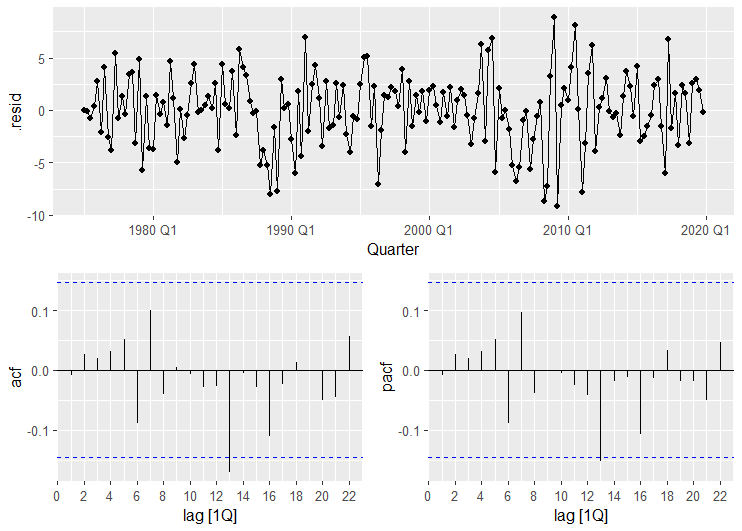 .resid
5
0
-5
-10
1980 Q1 1990 Q1 2000 Q1 2010 Q1 2020 Q1
Quarter
acf
0.1
0.0
-0.1
0 2 4 6 8 10 12 14 16 18 20 22
lag [1Q]
pacf
0.1
0.0
-0.1
0 2 4 6 8 10 12 14 16 18 20 22
lag [1Q]